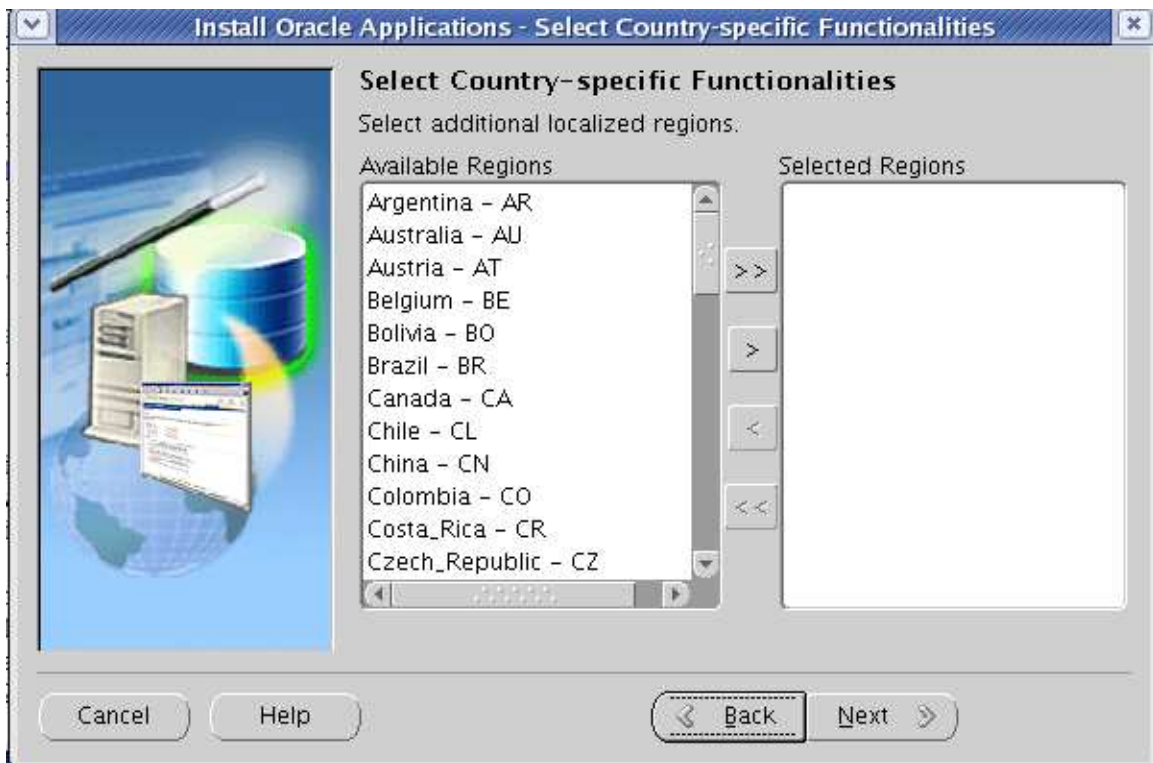 Install Oracle Applications - Select Country-specific Functionalities
Select Country-specific Functionalities
Select additional localized regions.
Available Regions
Argentina - AR
Australia - AU
Austria - AT
Belgium - BE
Bolivia - BO
Brazil - BR
Canada - CA
Chile - CL
China - CN
Colombia - CO
Costa_Rica - CR
Czech_Republic - CZ
>>
>
<
<<
Selected Regions
Cancel
Help
Back
Next